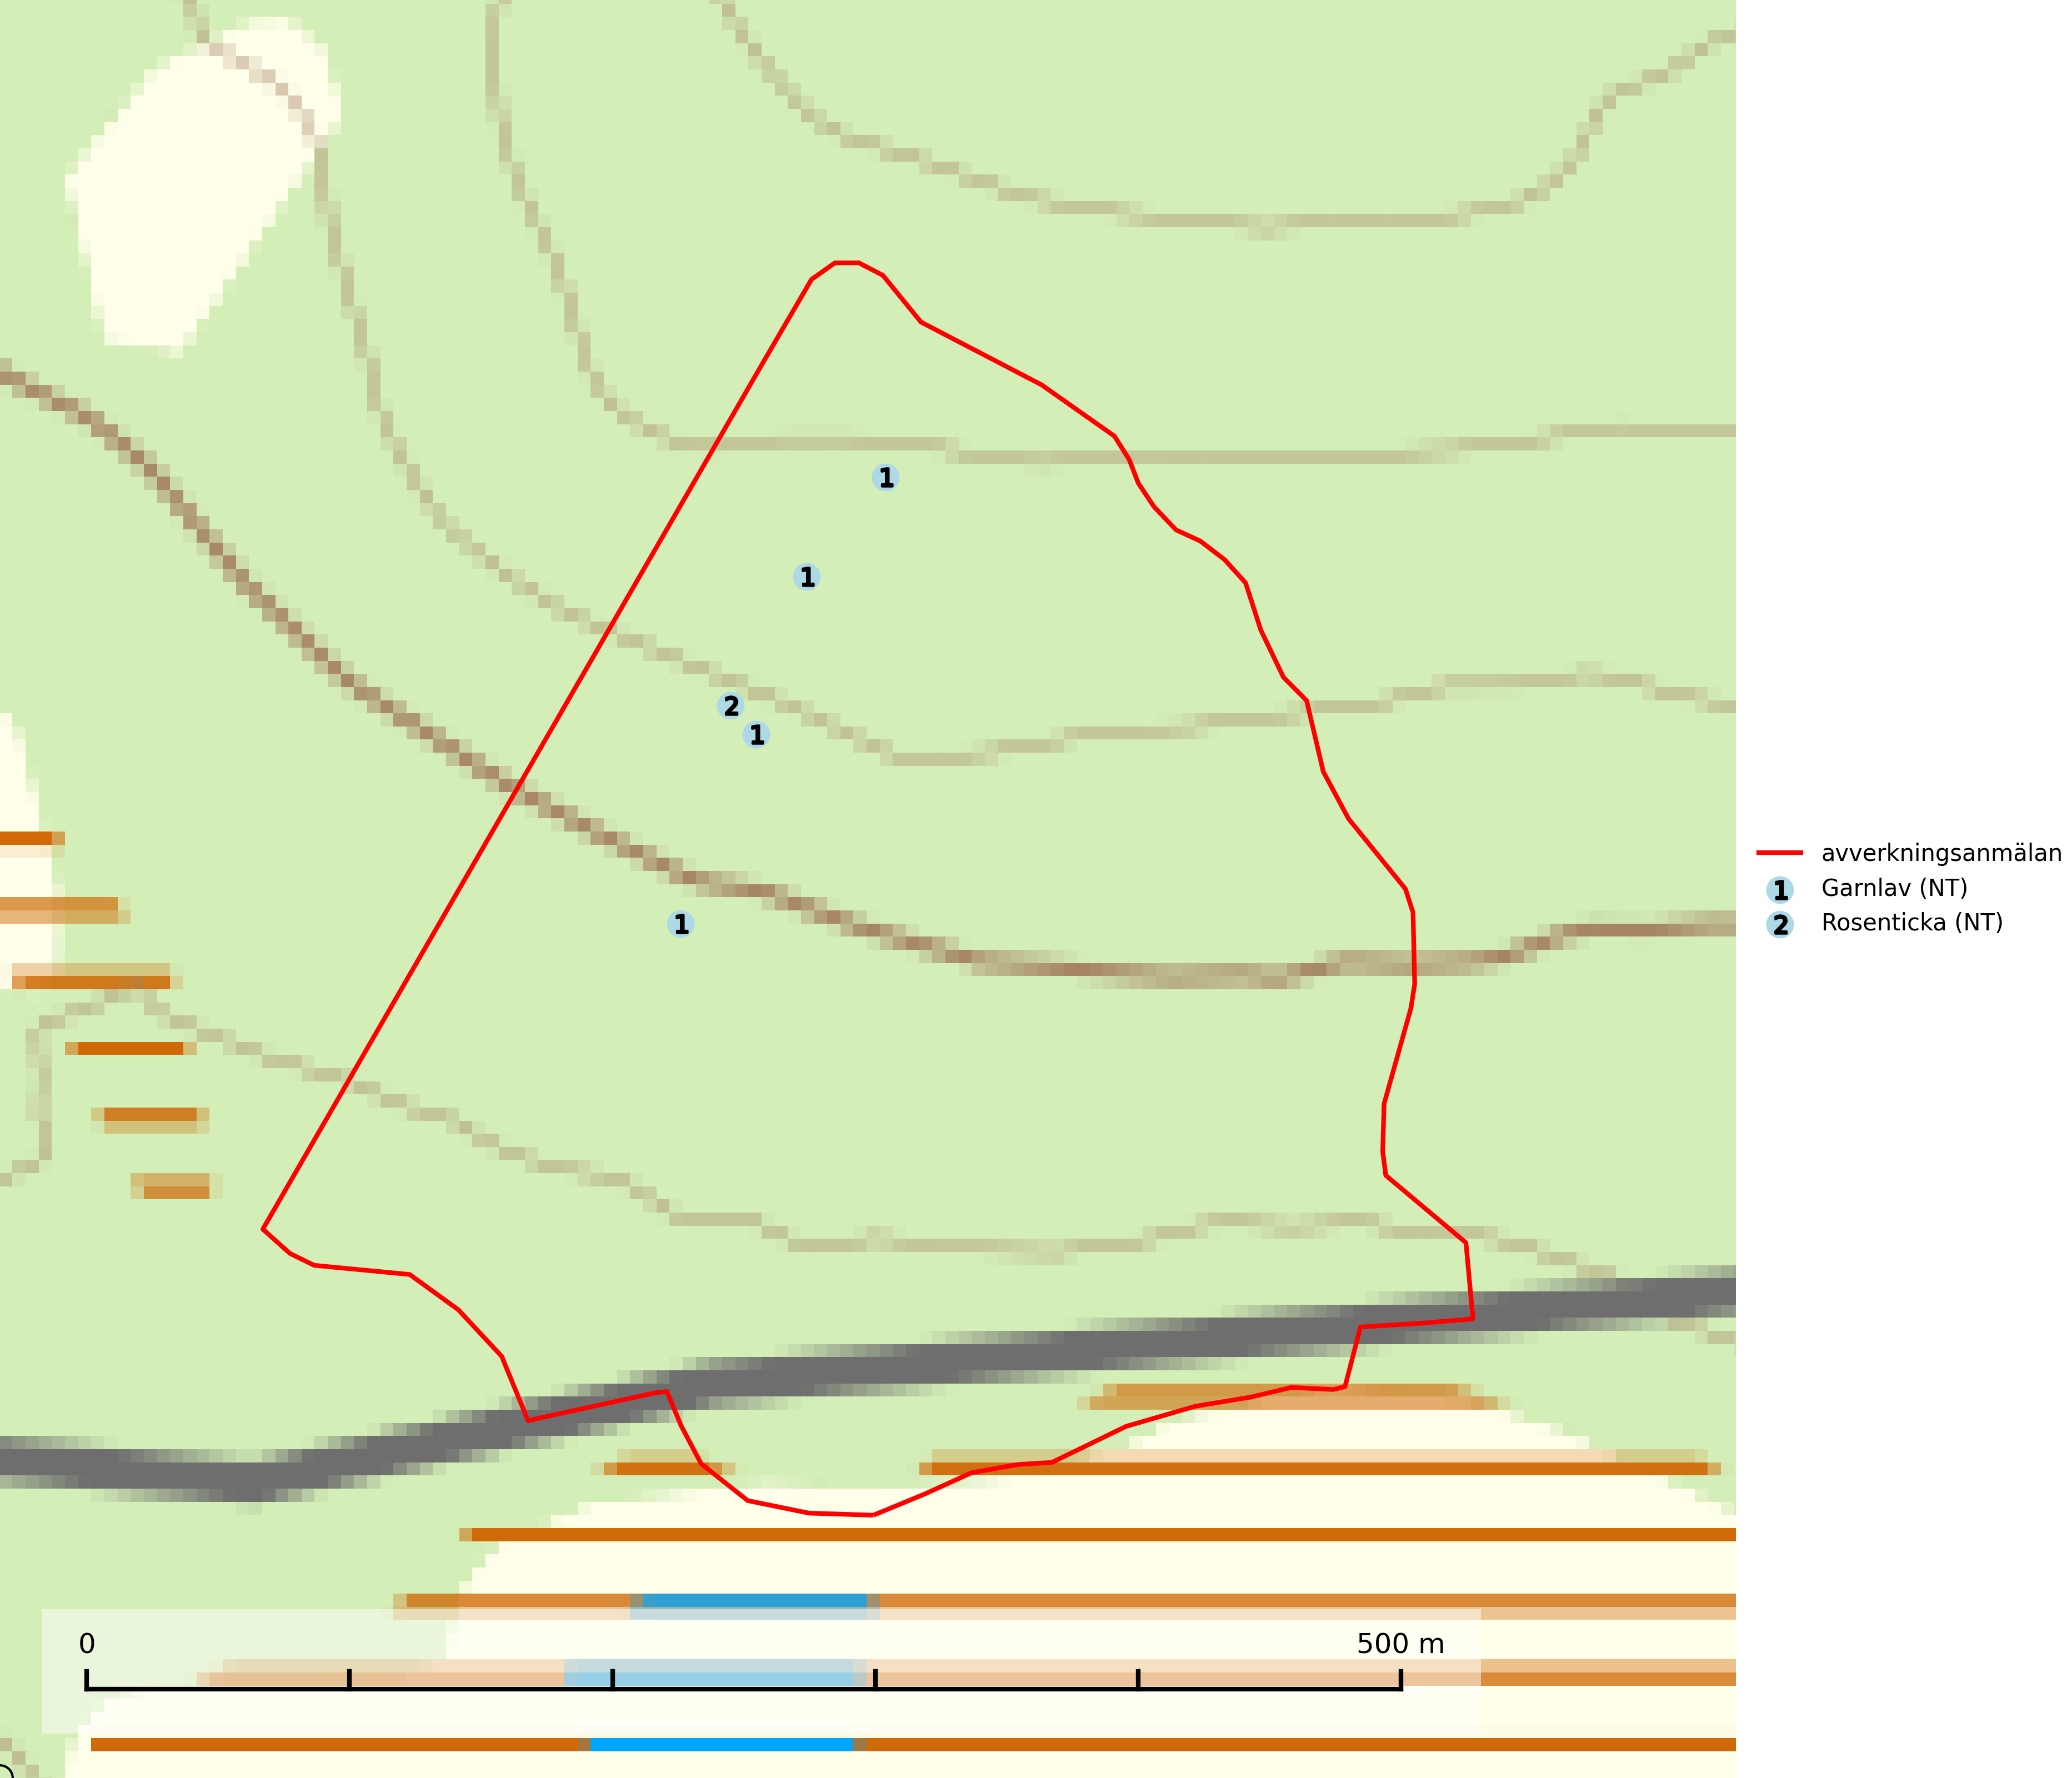 1
1
2
1
1
avverkningsanmälan
1 Garnlav (NT)
2 Rosenticka (NT)
0 500 m